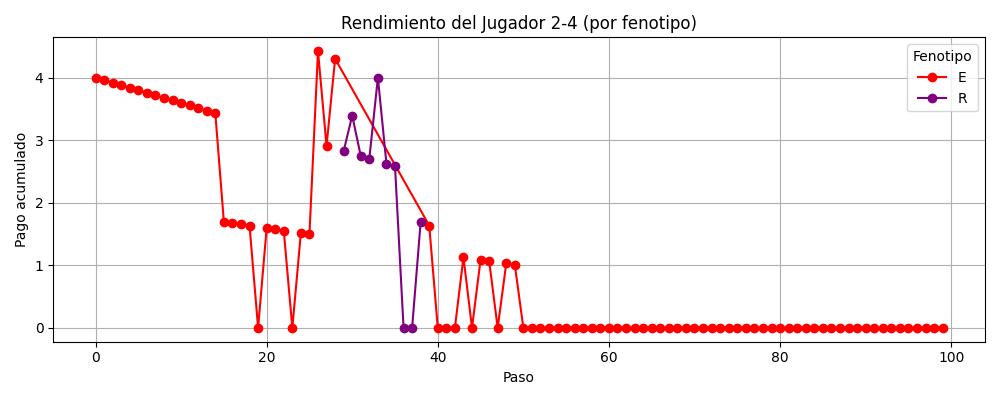 Rendimiento del Jugador 2-4 (por fenotipo)
Pago acumulado
4
3
2
1
0
Fenotipo
E
R
0 20 40 60 80 100
Paso